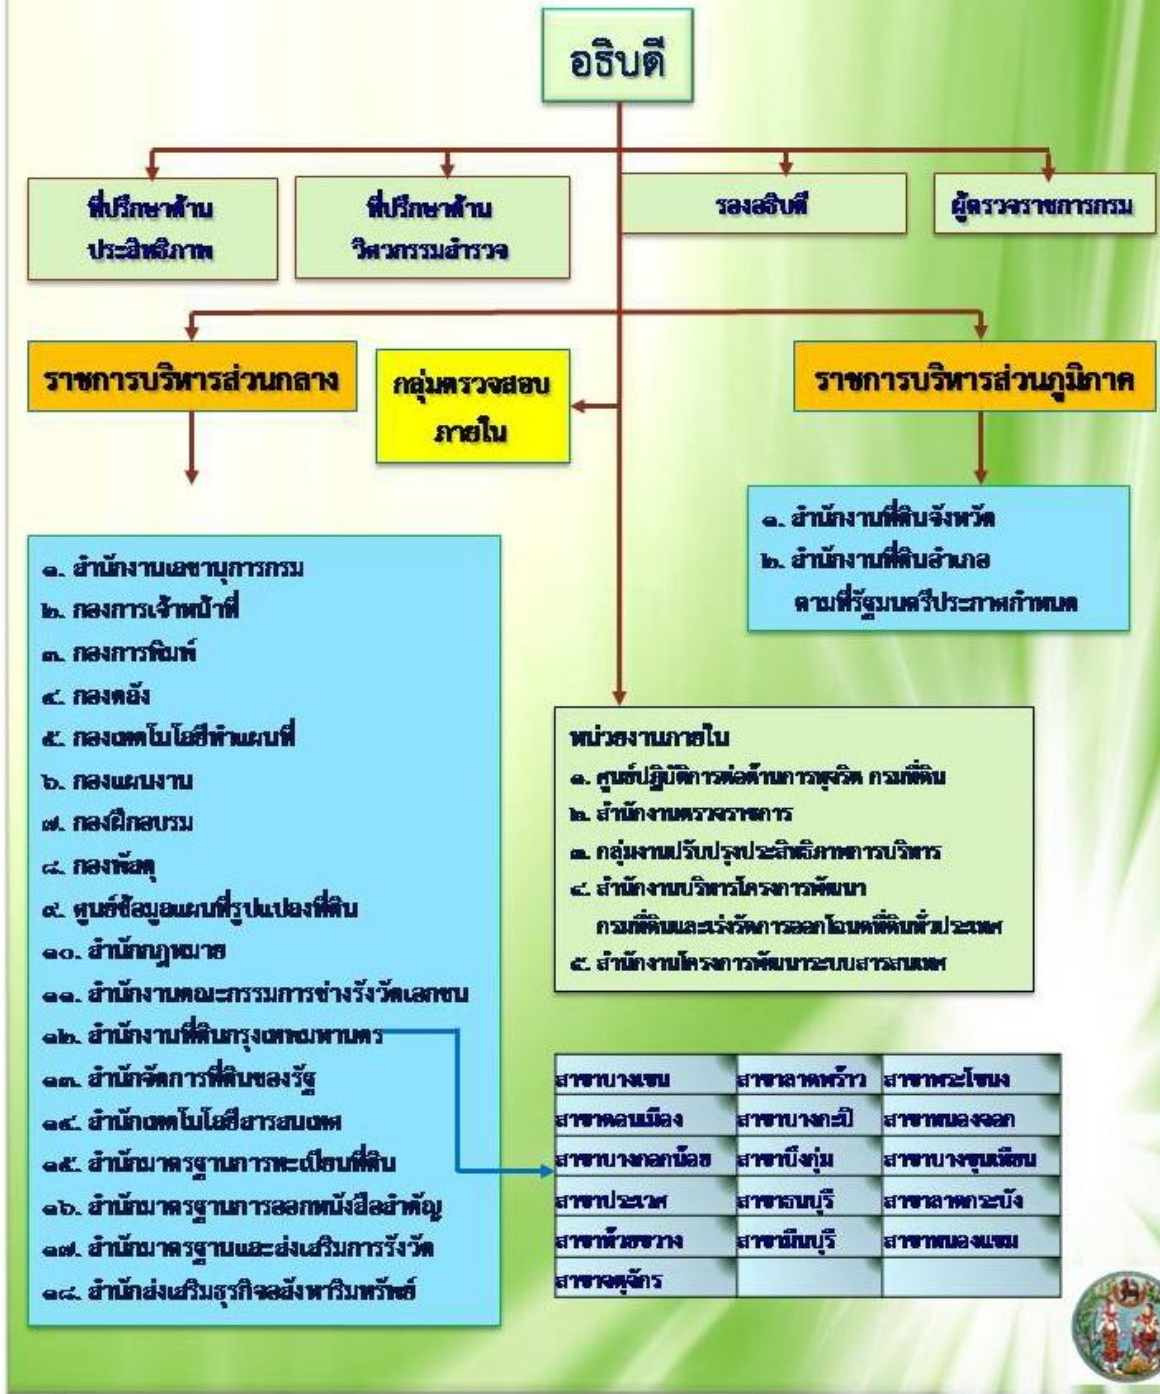 อธิบดี
ที่ปรึกษาด้าน
ประสิทธิภาพ
ที่ปรึกษาด้าน
วิศวกรรมสำรวจ
รองอธิบดี
ผู้ตรวจราชการกรม
ราชการบริหารส่วนกลาง
กลุ่มตรวจสอบ
ภายใน
ราชการบริหารส่วนภูมิภาค
๑. สำนักงานที่ดินจังหวัด
๒. สำนักงานที่ดินอำเภอ
ตามที่รัฐมนตรีประกาศกำหนด
๑. สำนักงานเลขานุการกรม
๒. กองการเจ้าหน้าที่
๓. กองการพิมพ์
๔. กองคลัง
๕. กองเทคโนโลยีทำแผนที่
๖. กองแผนงาน
๗. กองฝึกอบรม
๘. กองพัสดุ
๙. ศูนย์ข้อมูลแผนที่รูปแปลงที่ดิน
๑๐. สำนักกฎหมาย
๑๑. สำนักงานคณะกรรมการช่างรังวัดเอกชน
๑๒. สำนักงานที่ดินกรุงเทพมหานคร
๑๓. สำนักจัดการที่ดินของรัฐ
๑๔. สำนักเทคโนโลยีสารสนเทศ
๑๕. สำนักมาตรฐานการทะเบียนที่ดิน
๑๖. สำนักมาตรฐานการออกหนังสือสำคัญ
๑๗. สำนักมาตรฐานและส่งเสริมการรังวัด
๑๘. สำนักส่งเสริมธุรกิจอสังหาริมทรัพย์
หน่วยงานภายใน
๑. ศูนย์ปฏิบัติการต่อต้านการทุจริต กรมที่ดิน
๒. สำนักงานตรวจราชการ
๓. กลุ่มงานปรับปรุงประสิทธิภาพการบริหาร
๔. สำนักงานบริหารโครงการพัฒนา
กรมที่ดินและเร่งรัดการออกโฉนดที่ดินทั่วประเทศ
๕. สำนักงานโครงการพัฒนาระบบสารสนเทศ
สาขาบางเขน สาขาลาดพร้าว สาขาพระโขนง
สาขาดอนเมือง สาขาบางกะปิ สาขาหนองจอก
สาขาบางกอกน้อย สาขาบึงกุ่ม สาขาบางขุนเทียน
สาขาประเวศ สาขาธนบุรี สาขาลาดกระบัง
สาขาห้วยขวาง สาขามีนบุรี สาขาหนองแขม
สาขาจตุจักร